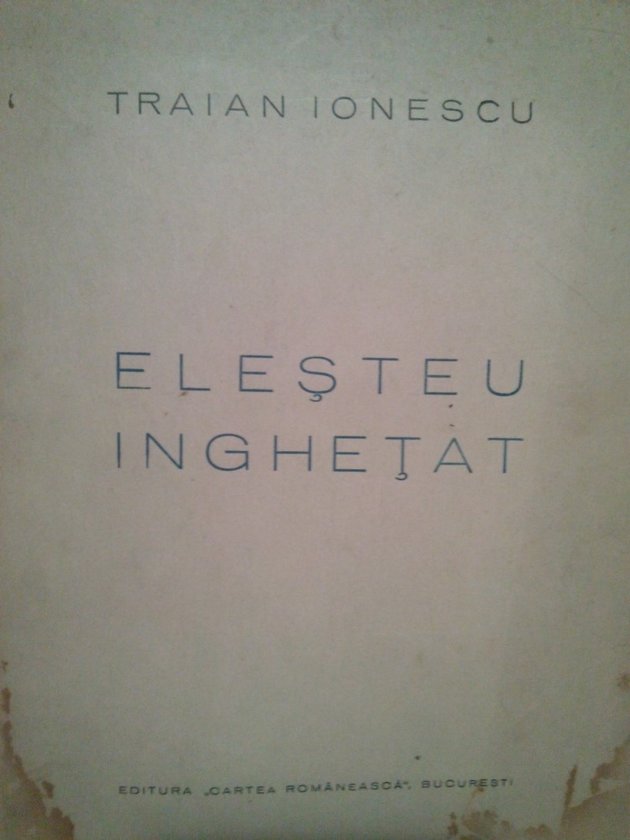 TRAIAN IONESCU
ELEŞTEU
INGHEŢAT
EDITURA „CARTEA ROMÂNEASCĂ”, BUCUREŞTI